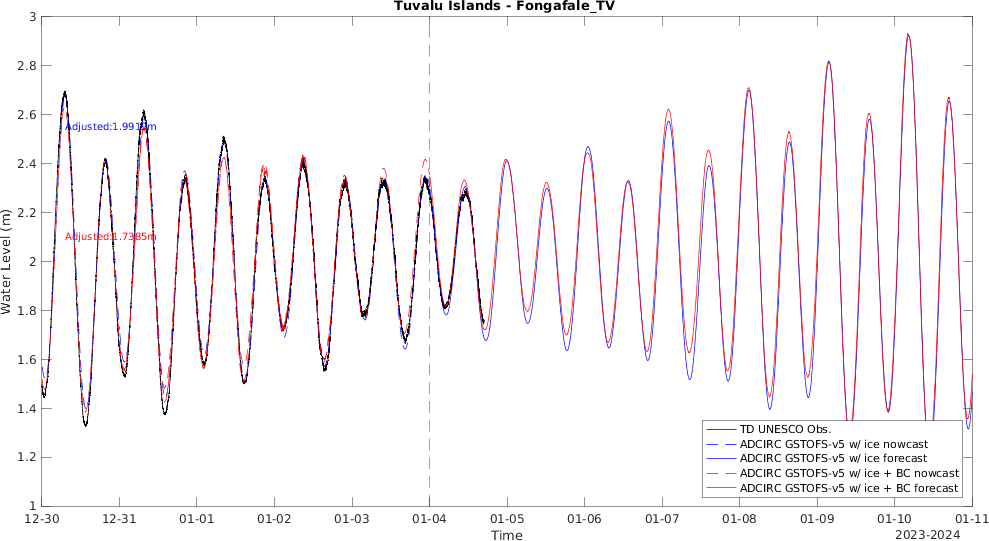 Tuvalu Islands - Fongafale_TV
3
2.8
2.6
2.4
2.2
2
1.8
1.6
1.4
1.2
1
Water Level (m)
Adjusted:1.7385m
TD UNESCO Obs.
ADCIRC GSTOFS-v5 w/ ice nowcast
ADCIRC GSTOFS-v5 w/ ice forecast
ADCIRC GSTOFS-v5 w/ ice + BC nowcast
ADCIRC GSTOFS-v5 w/ ice + BC forecast
12-30 12-31 01-01 01-02 01-03 01-04 01-05 01-06 01-07 01-08 01-09 01-10 01-11
Time
2023-2024